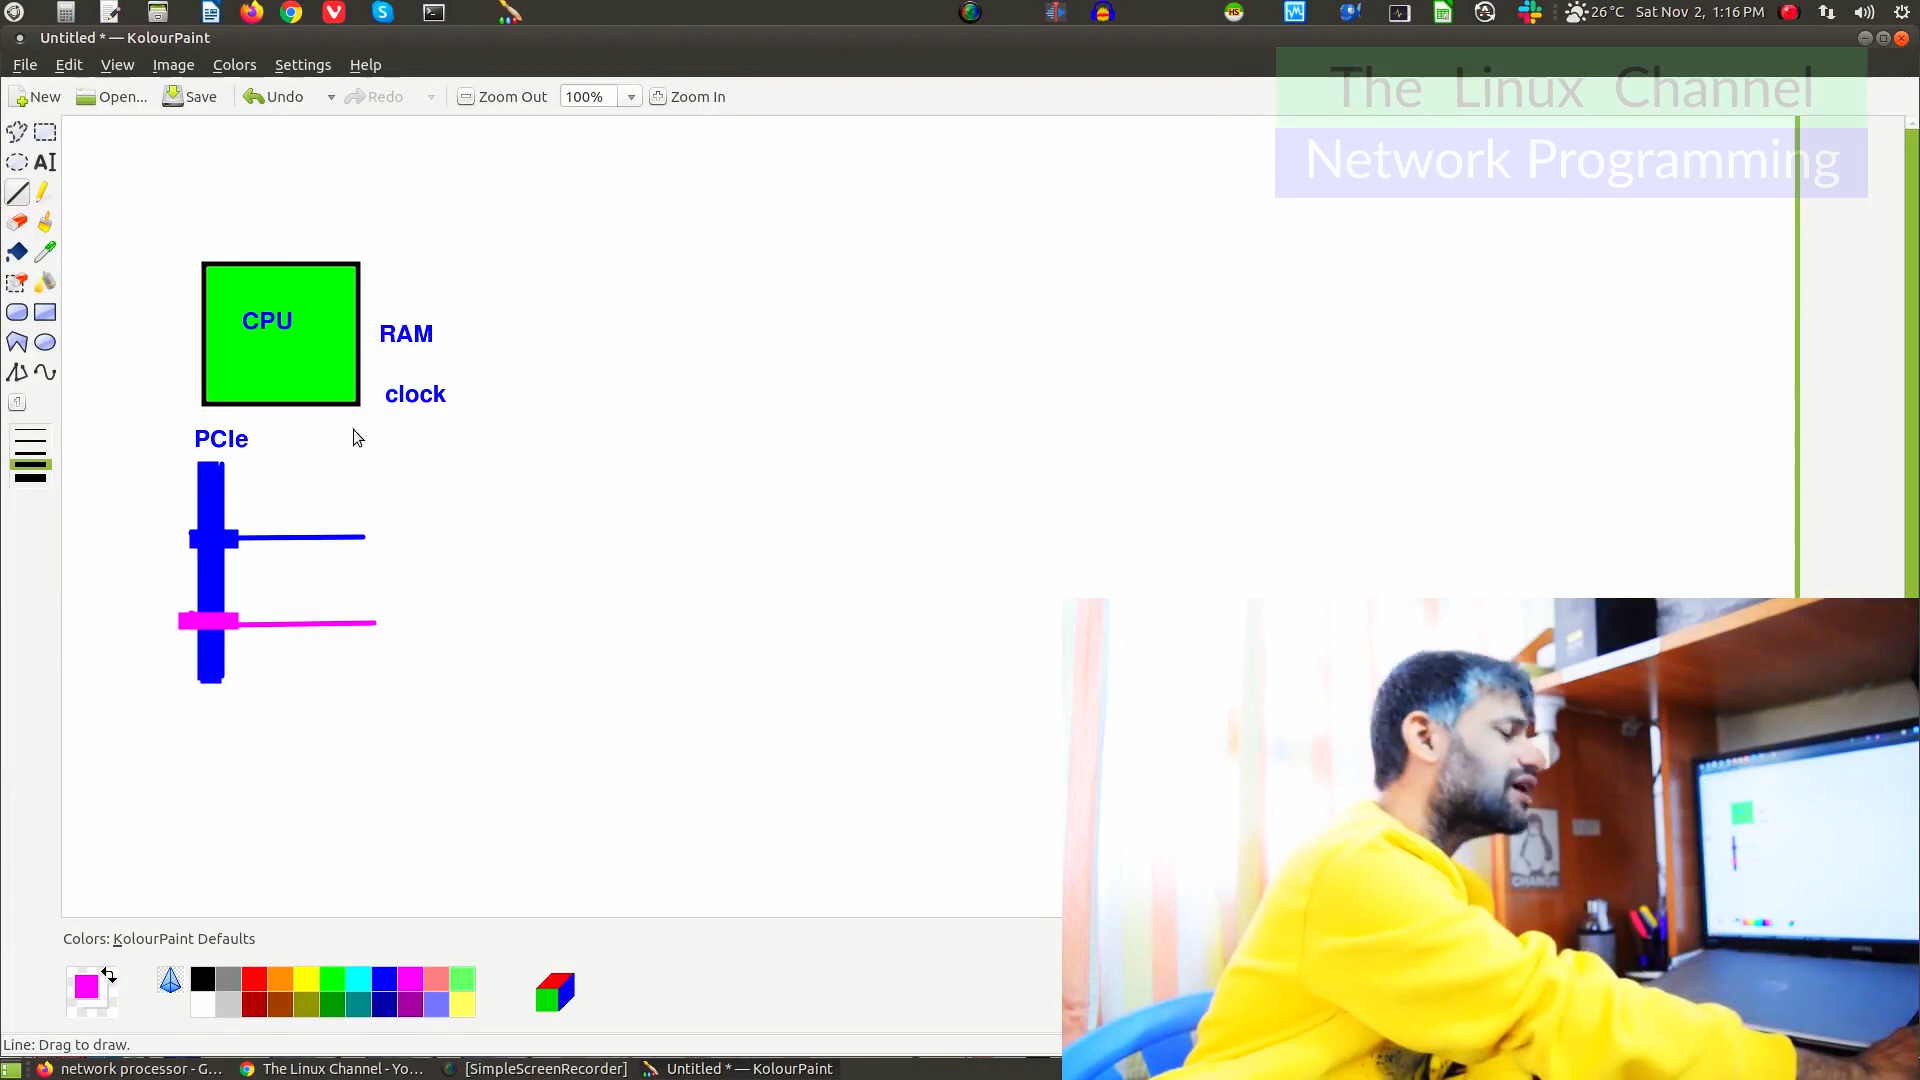 26°C Sat Nov 2, 1:16 PM
Untitled * — KolourPaint
File Edit View Image Colors Settings Help
New Open... Save Undo Redo Zoom Out 100% Zoom In
The Linux Channel
Network Programming
AI
CPU
RAM
clock
PCIe
CHANGE
Colors: KolourPaint Defaults
Line: Drag to draw.
network processor - G... The Linux Channel - Yo... [SimpleScreenRecorder] Untitled * — KolourPaint